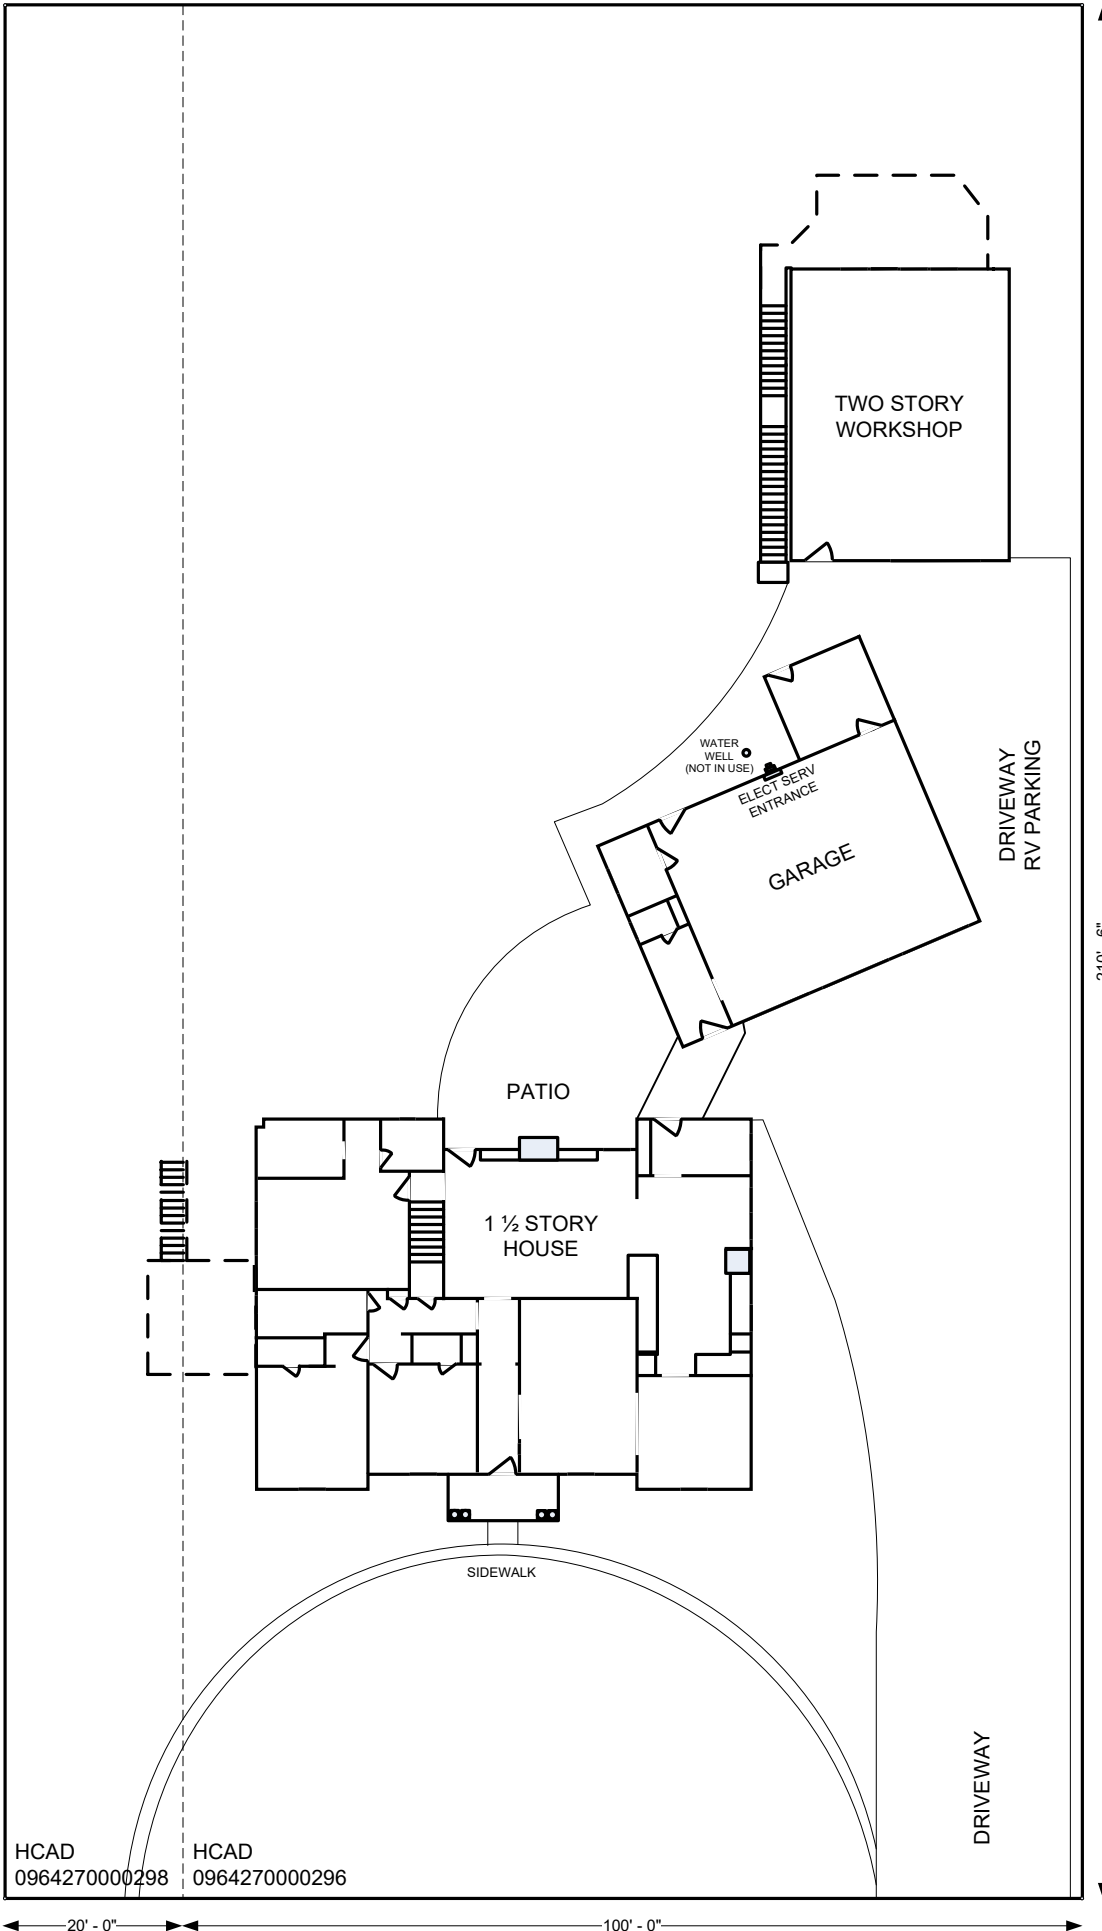 TWO STORY
WORKSHOP
WATER
WELL
(NOT IN USE)
ELECT SERV
ENTRANCE
DRIVEWAY
RV PARKING
GARAGE
PATIO
1 ½ STORY
HOUSE
SIDEWALK
DRIVEWAY
HCAD
0964270000298
HCAD
0964270000296
20' - 0"
100' - 0"